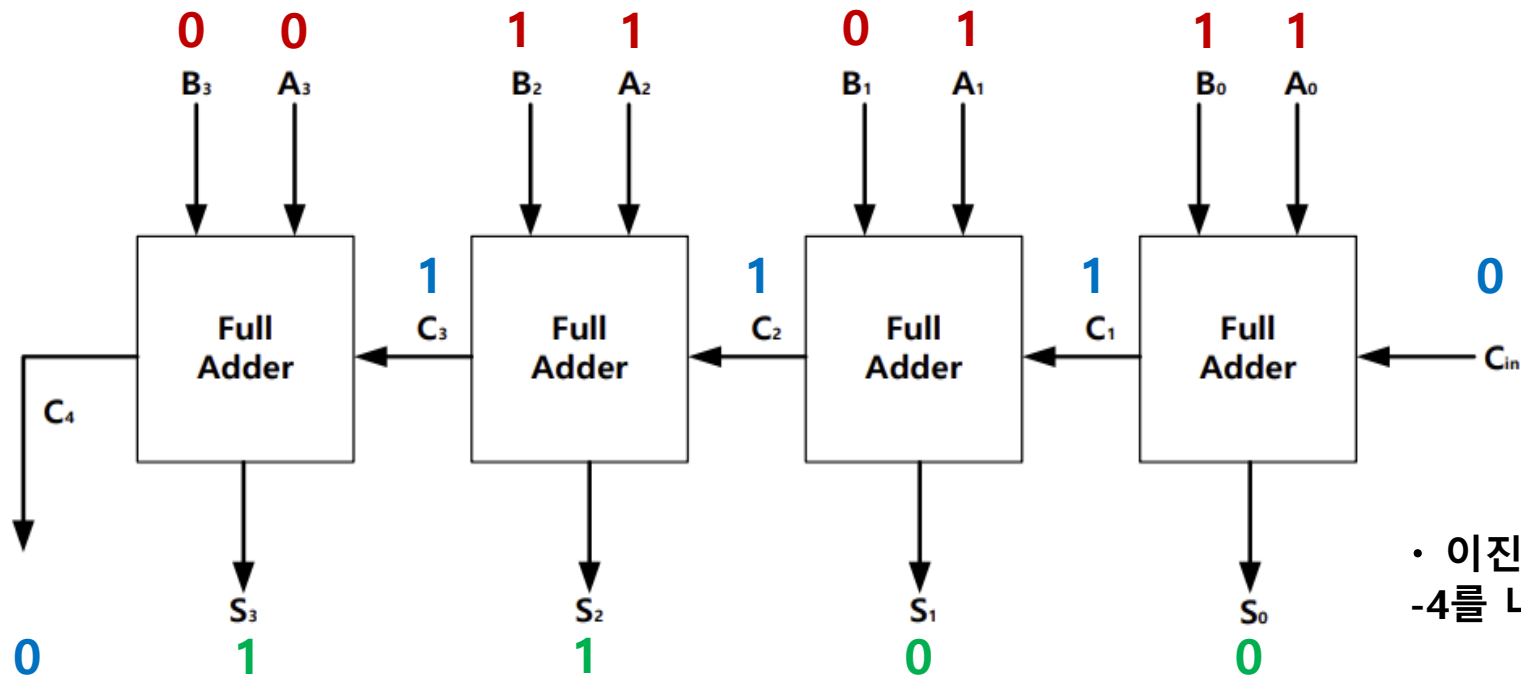 0 0 1 1 0 1 1 1
B₃ A₃ B₂ A₂ B₁ A₁ B₀ A₀
1 1 1 0
Full Adder C₃ Full Adder C₂ Full Adder C₁ Full Adder Cin
C₄
S₃ S₂ S₁ S₀
0 1 1 0 0
· 이진
-4를